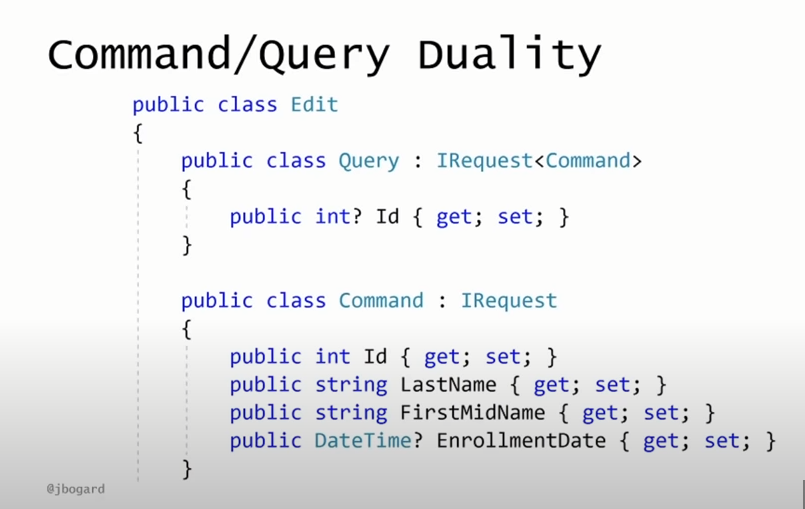 Command/Query Duality
public class Edit
{
public class Query : IRequest<Command>
{
public int? Id { get; set; }
}
public class Command : IRequest
{
public int Id { get; set; }
public string LastName { get; set; }
public string FirstMidName { get; set; }
public DateTime? EnrollmentDate { get; set; }
}
@jbogard